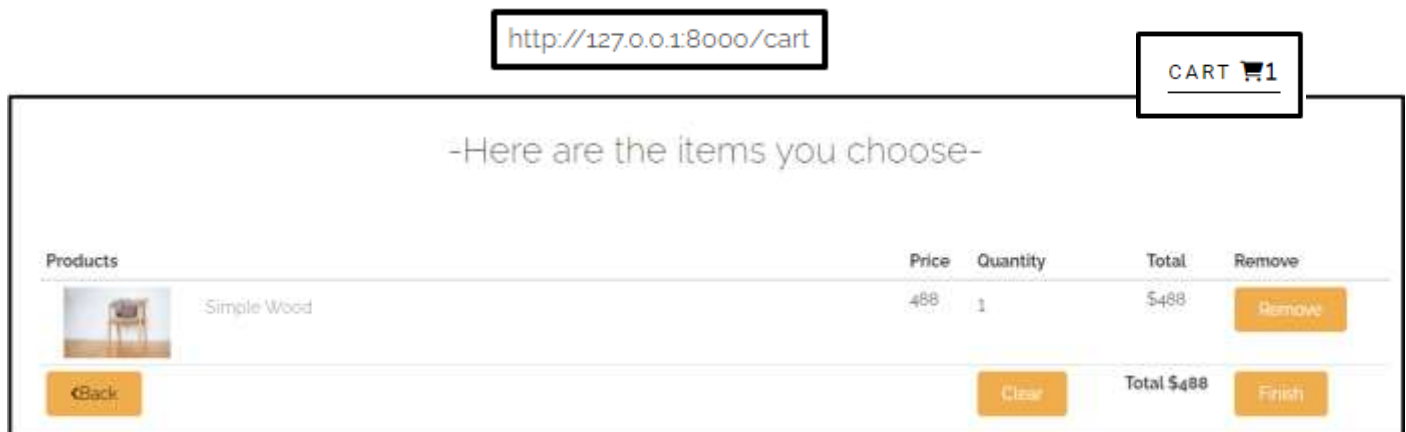 http://127.0.0.1:8000/cart
CART 1
-Here are the items you choose-
Products Price Quantity Total Remove
Simple Wood 488 1 $488 Remove
Back Clear Total $488 Finish